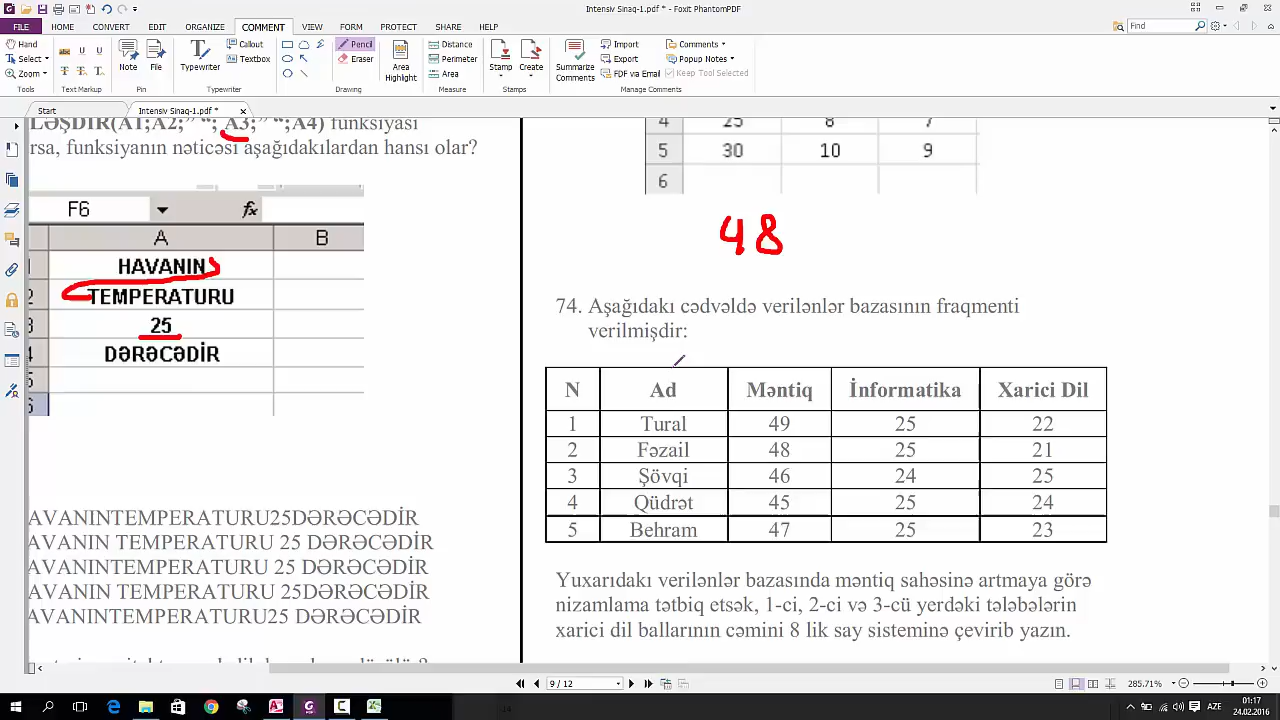 Intensiv Sinaq-1.pdf * - Foxit PhantomPDF
FILE HOME CONVERT EDIT ORGANIZE COMMENT VIEW FORM PROTECT SHARE HELP
Find
Hand
Select
Zoom
Tools
Text Markup
Note
File
Pin
Typewriter
Callout
Textbox
Typewriter
Pencil
Eraser
Area Highlight
Drawing
Distance
Perimeter
Area
Measure
Stamp
Create
Stamps
Summarize Comments
Import
Export
FDF via Email
Comments
Popup Notes
Keep Tool Selected
Manage Comments
Start
Intensiv Sinaq-1.pdf *
LƏŞDİR(A1;A2;” “; A3;” “;A4) funksiyası
rsa, funksiyanın nəticəsi aşağıdakılardan hansı olar?
F6 fx
A B
1 HAVANIN
2 TEMPERATURU
3 25
4 DƏRƏCƏDİR
5
6
AVANINTEMPERATURU25DƏRƏCƏDİR
AVANIN TEMPERATURU 25 DƏRƏCƏDİR
AVANINTEMPERATURU 25 DƏRƏCƏDİR
AVANIN TEMPERATURU 25DƏRƏCƏDİR
AVANINTEMPERATURU25 DƏRƏCƏDİR
4 25 8 7
5 30 10 9
6
48
74. Aşağıdakı cədvəldə verilənlər bazasının fraqmenti
verilmişdir:
N Ad Məntiq İnformatika Xarici Dil
1 Tural 49 25 22
2 Fəzail 48 25 21
3 Şövqi 46 24 25
4 Qüdrət 45 25 24
5 Behram 47 25 23
Yuxarıdakı verilənlər bazasında məntiq sahəsinə artmaya görə
nizamlama tətbiq etsək, 1-ci, 2-ci və 3-cü yerdəki tələbələrin
xarici dil ballarının cəmini 8 lik say sisteminə çevirib yazın.
9 / 12
285.71%
AZE
01:17
24.02.2016